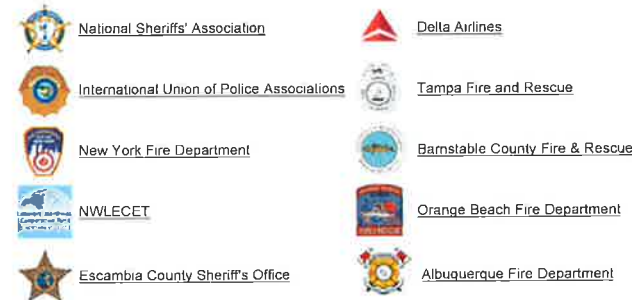 National Sheriffs' Association
International Union of Police Associations
New York Fire Department
NWLECET
Escambia County Sheriff's Office
Delta Airlines
Tampa Fire and Rescue
Barnstable County Fire & Rescue
Orange Beach Fire Department
Albuquerque Fire Department